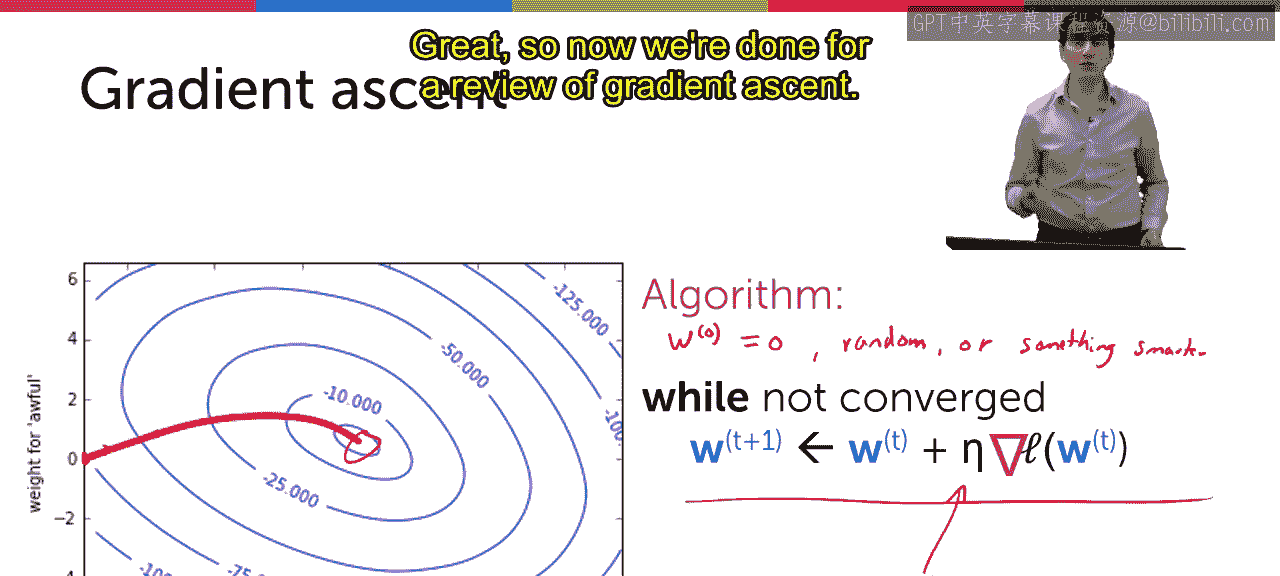 GPT中英字幕课程资源@bilibili.com
Great, so now we're done for
a review of gradient ascent.
Gradient ascent
Algorithm:
w^(0) = 0, random, or something smart.
while not converged
w^(t+1) ← w^(t) + η∇ℓ(w^(t))
weight for 'awful'
6
4
2
0
−2
-125.000
-50.000
-10.000
-100.
-25.000